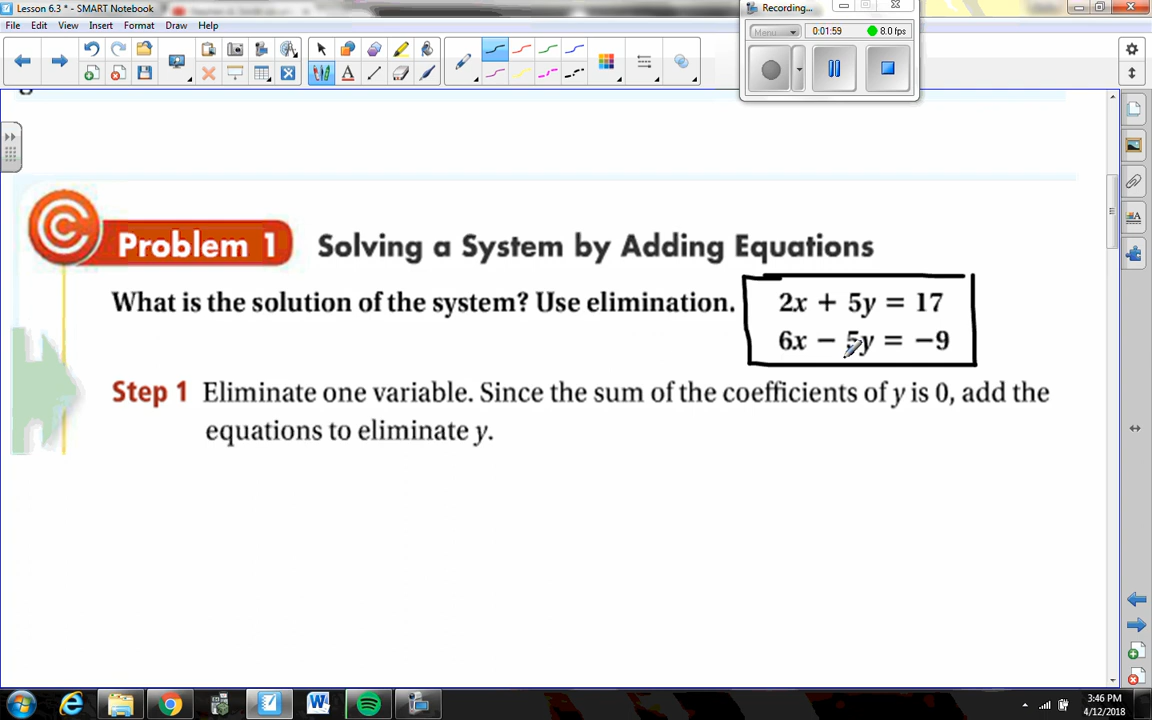 Lesson 6.3 * - SMART Notebook
Recording...
File Edit View Insert Format Draw Help
Menu 0:01:59 8.0 fps
Problem 1 Solving a System by Adding Equations
What is the solution of the system? Use elimination.
2x + 5y = 17
6x − 5y = −9
Step 1 Eliminate one variable. Since the sum of the coefficients of y is 0, add the
equations to eliminate y.
3:46 PM
4/12/2018